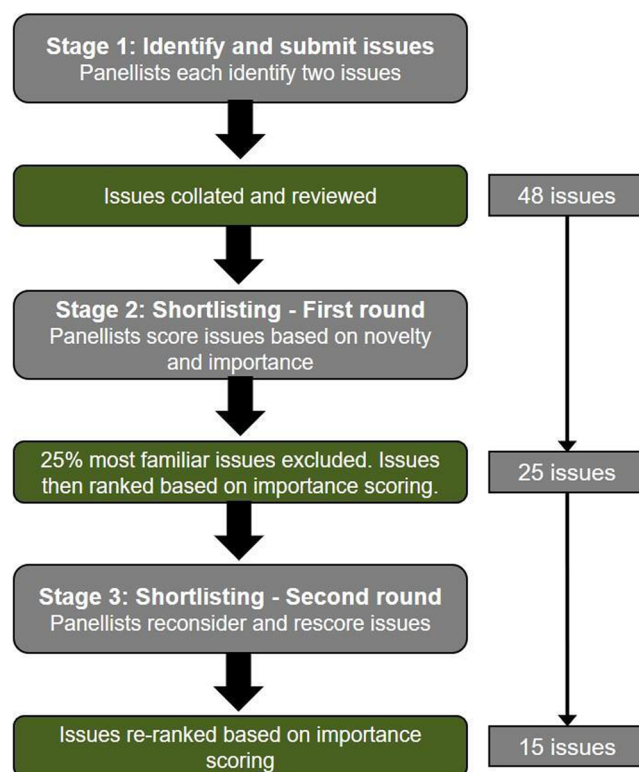 Stage 1: Identify and submit issues
Panellists each identify two issues
Issues collated and reviewed
48 issues
Stage 2: Shortlisting - First round
Panellists score issues based on novelty
and importance
25% most familiar issues excluded. Issues
then ranked based on importance scoring.
25 issues
Stage 3: Shortlisting - Second round
Panellists reconsider and rescore issues
Issues re-ranked based on importance
scoring
15 issues